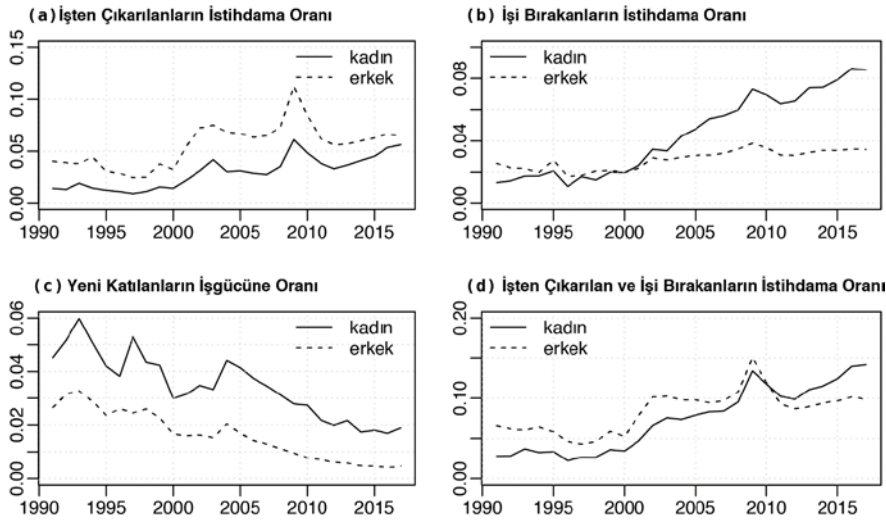 (a) İşten Çıkarılanların İstihdama Oranı
kadın
erkek
0.15
0.10
0.05
0.00
1990 1995 2000 2005 2010 2015
(b) İşi Bırakanların İstihdama Oranı
kadın
erkek
0.08
0.04
0.00
1990 1995 2000 2005 2010 2015
(c) Yeni Katılanların İşgücüne Oranı
kadın
erkek
0.06
0.04
0.02
0.00
1990 1995 2000 2005 2010 2015
(d) İşten Çıkarılan ve İşi Bırakanların İstihdama Oranı
kadın
erkek
0.20
0.10
0.00
1990 1995 2000 2005 2010 2015